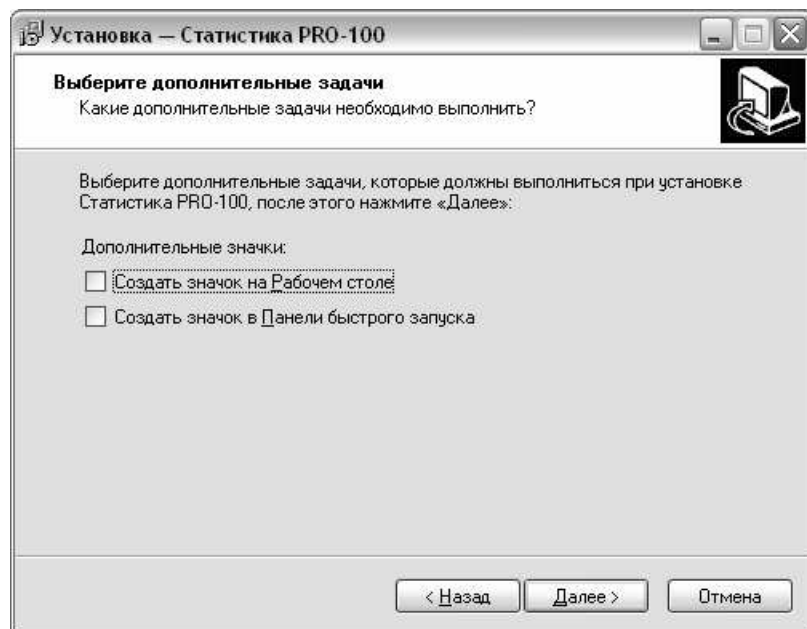 Установка — Статистика PRO-100
Выберите дополнительные задачи
Какие дополнительные задачи необходимо выполнить?
Выберите дополнительные задачи, которые должны выполниться при установке
Статистика PRO-100, после этого нажмите «Далее»:
Дополнительные значки:
Создать значок на Рабочем столе
Создать значок в Панели быстрого запуска
< Назад
Далее >
Отмена